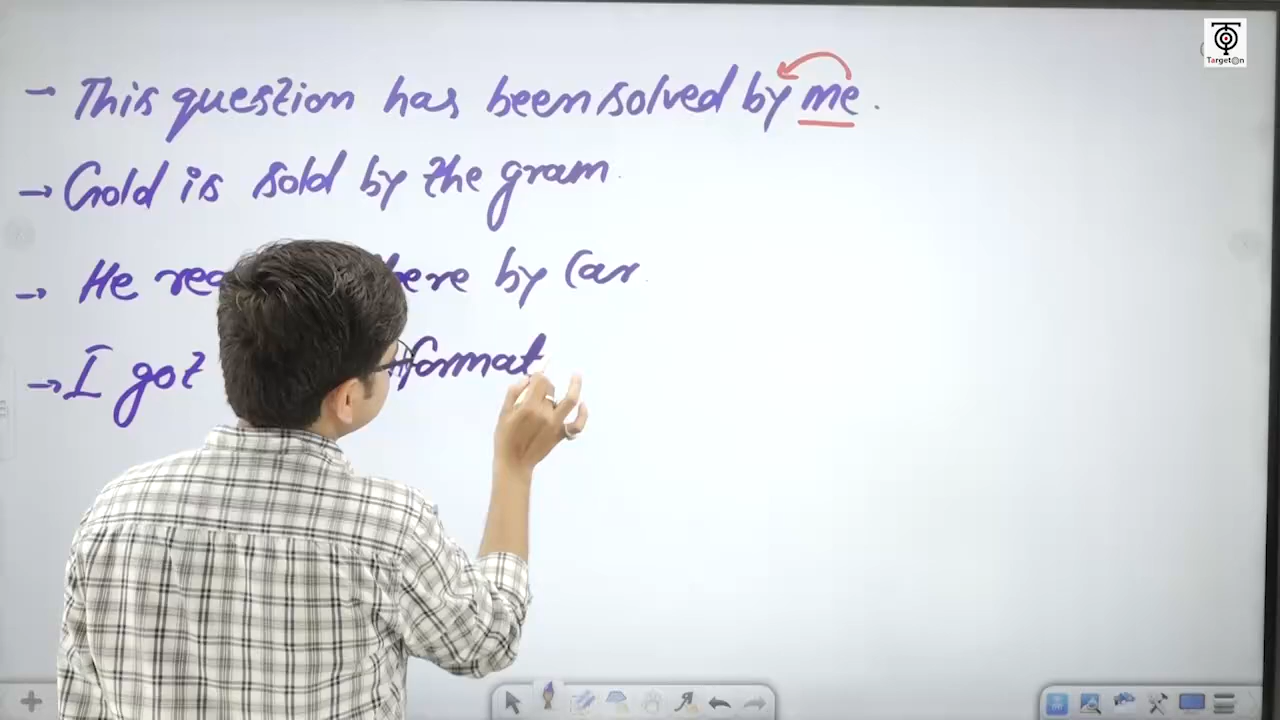 - This question has been solved by me.
→ Gold is sold by the gram.
→ He here by Car.
→ I got format
TargetOn